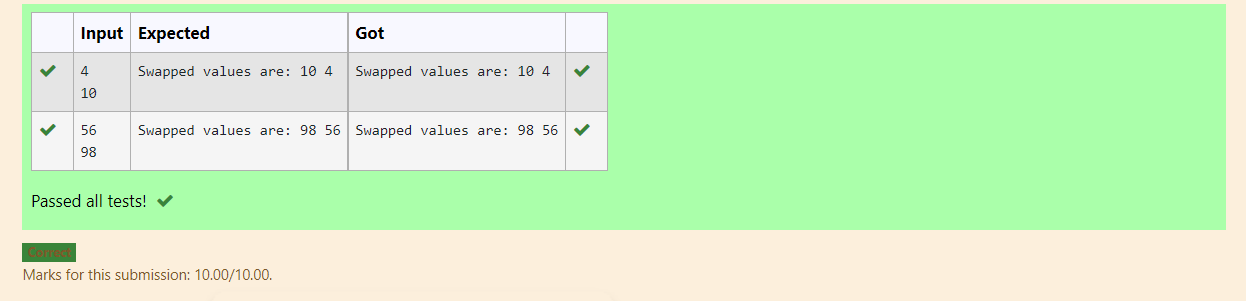 Input Expected Got
4 Swapped values are: 10 4 Swapped values are: 10 4
10
56 Swapped values are: 98 56 Swapped values are: 98 56
98
Passed all tests!
Correct
Marks for this submission: 10.00/10.00.